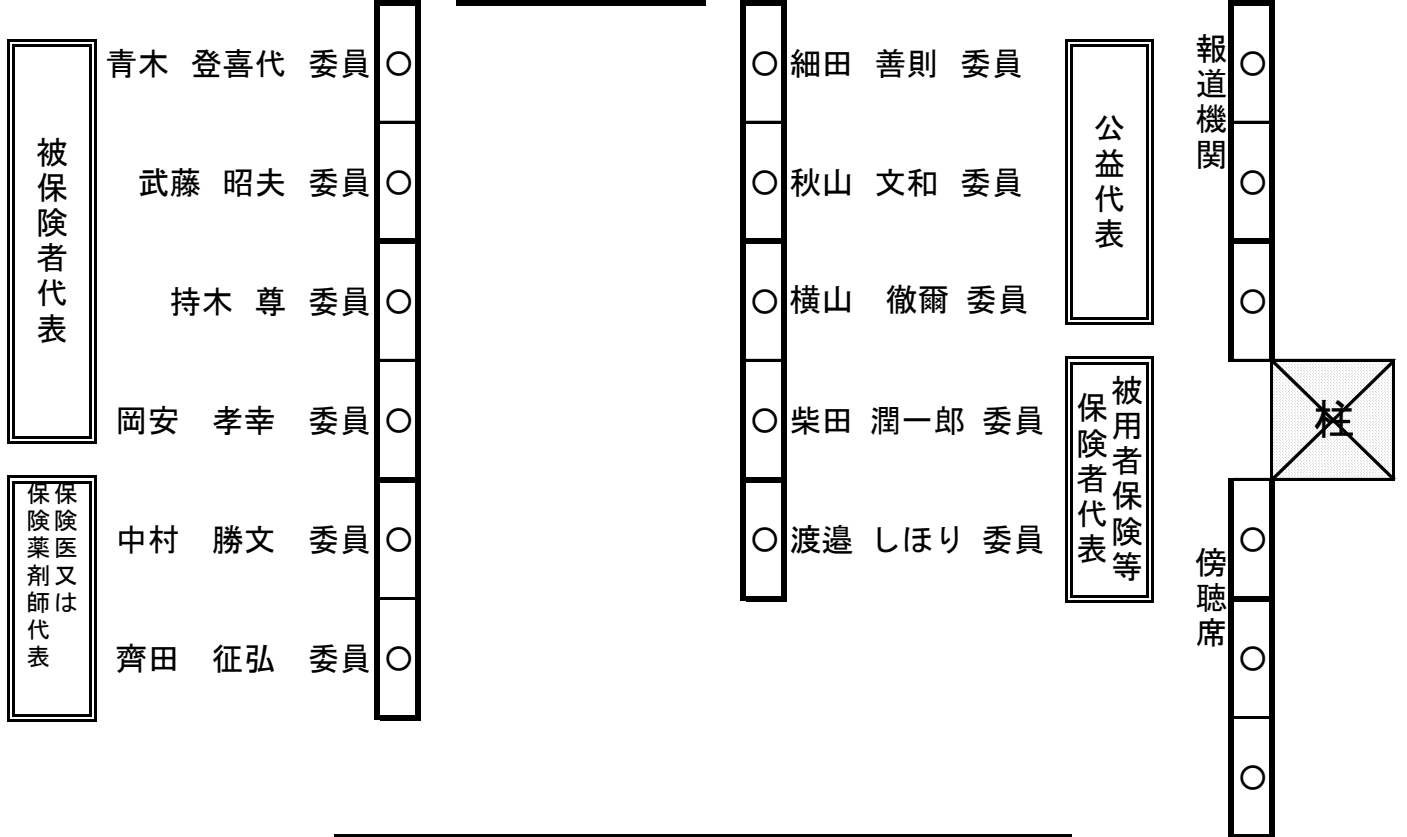 被保険者代表
青木 登喜代 委員 ○
武藤 昭夫 委員 ○
持木 尊 委員 ○
岡安 孝幸 委員 ○
保険医又は
保険薬剤師代表
中村 勝文 委員 ○
齊田 征弘 委員 ○
○ 細田 善則 委員
○ 秋山 文和 委員
○ 横山 徹爾 委員
公益代表
○ 柴田 潤一郎 委員
○ 渡邉 しほり 委員
被用者保険等
保険者代表
報道機関
○
○
○
柱
傍聴席
○
○
○